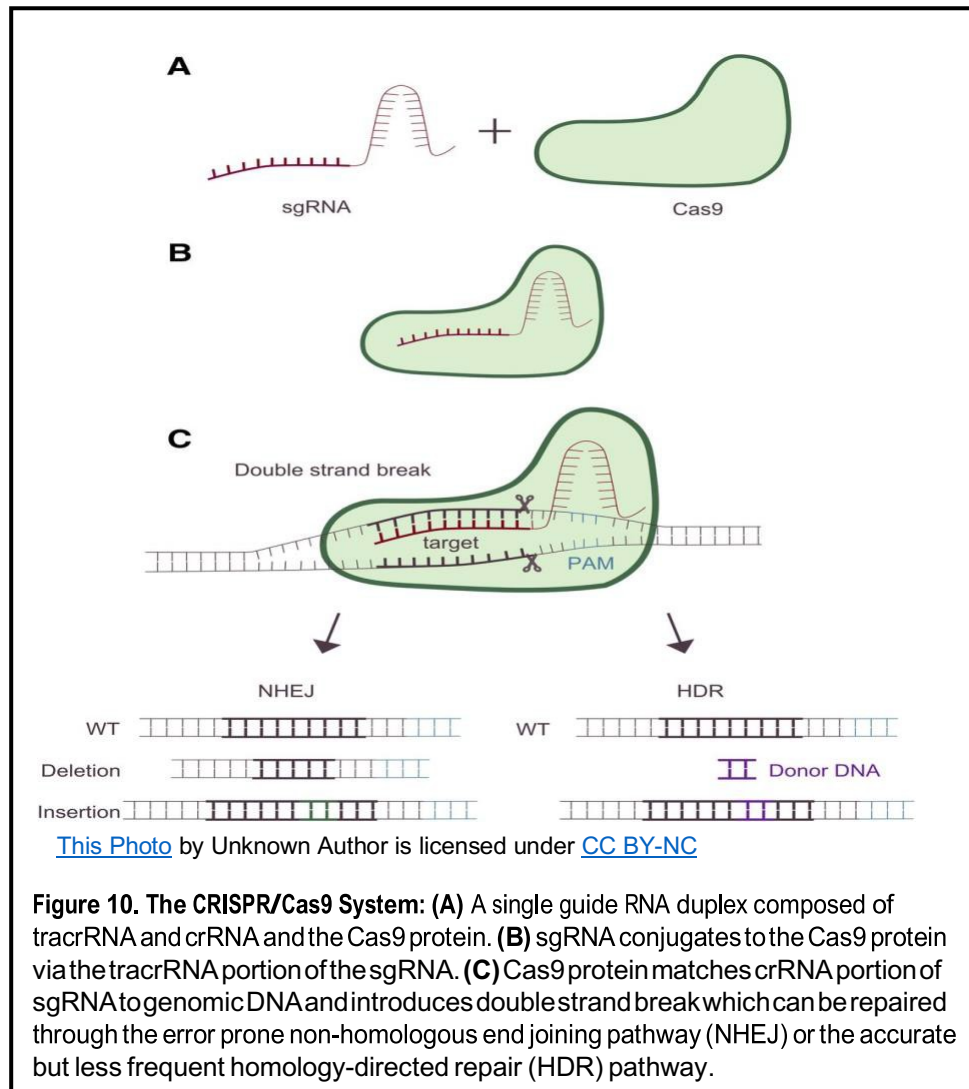 A
+
sgRNA
Cas9
B
C
Double strand break
target
PAM
NHEJ
HDR
WT
WT
Deletion
Donor DNA
Insertion
This Photo by Unknown Author is licensed under CC BY-NC
Figure 10. The CRISPR/Cas9 System: (A) A single guide RNA duplex composed of
tracrRNA and crRNA and the Cas9 protein. (B) sgRNA conjugates to the Cas9 protein
via the tracrRNA portion of the sgRNA. (C) Cas9 protein matches crRNA portion of
sgRNA to genomic DNA and introduces double strand break which can be repaired
through the error prone non-homologous end joining pathway (NHEJ) or the accurate
but less frequent homology-directed repair (HDR) pathway.